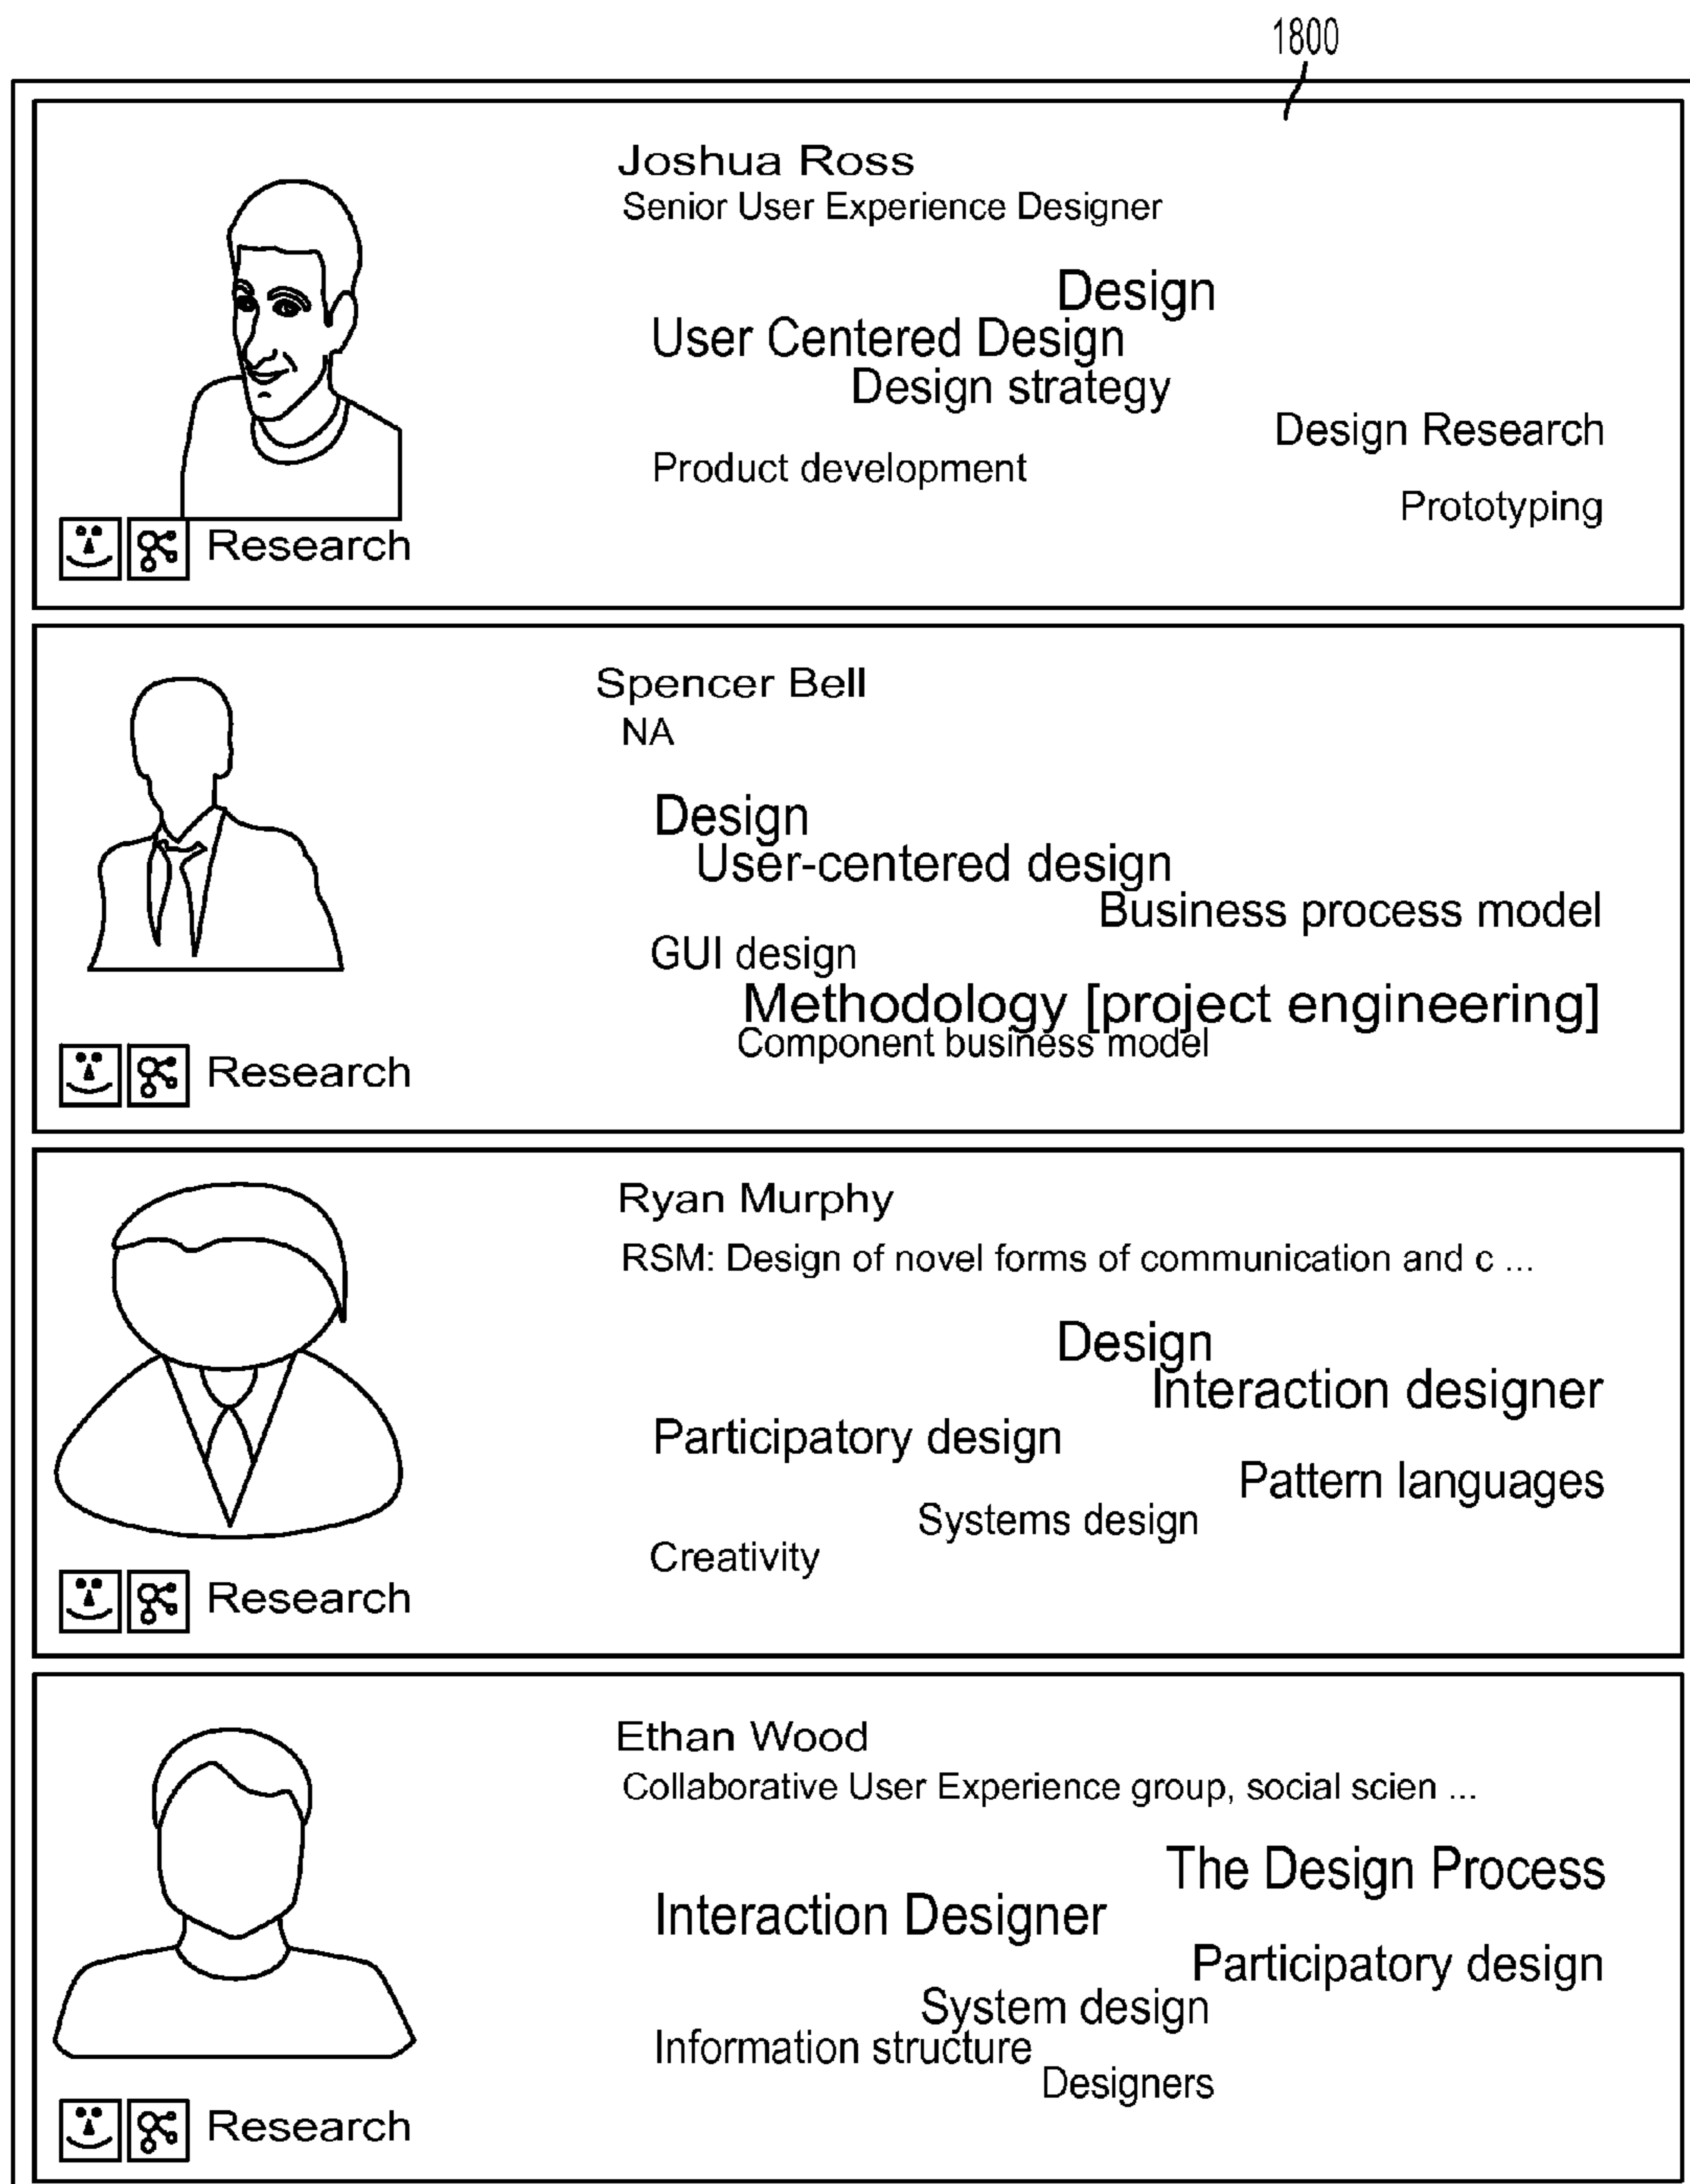 1800
Joshua Ross
Senior User Experience Designer
Design
User Centered Design
Design strategy
Design Research
Product development
Prototyping
Research
Spencer Bell
NA
Design
User-centered design
Business process model
GUI design
Methodology [project engineering]
Component business model
Research
Ryan Murphy
RSM: Design of novel forms of communication and c ...
Design
Interaction designer
Participatory design
Pattern languages
Systems design
Creativity
Research
Ethan Wood
Collaborative User Experience group, social scien ...
The Design Process
Interaction Designer
Participatory design
System design
Information structure
Designers
Research